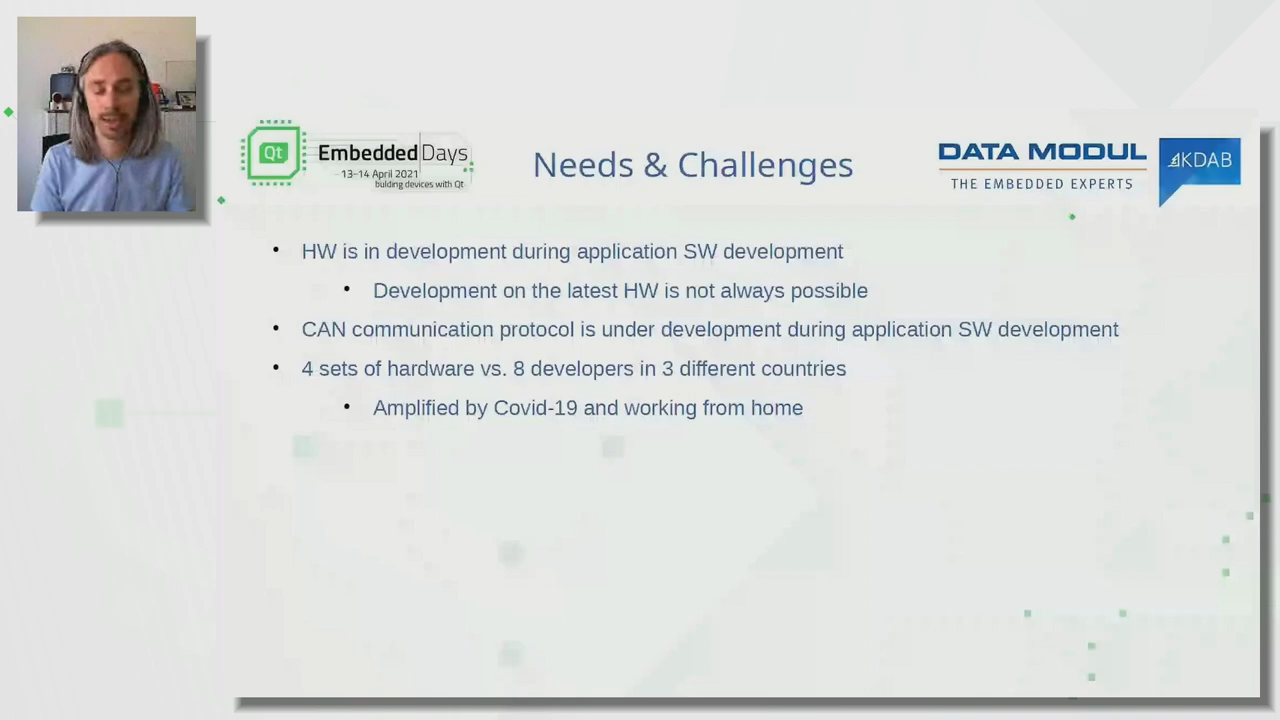 Qt
Embedded Days
13–14 April 2021
bulding devices with Qt
Needs & Challenges
DATA MODUL
THE EMBEDDED EXPERTS
KDAB
• HW is in development during application SW development
• Development on the latest HW is not always possible
• CAN communication protocol is under development during application SW development
• 4 sets of hardware vs. 8 developers in 3 different countries
• Amplified by Covid-19 and working from home